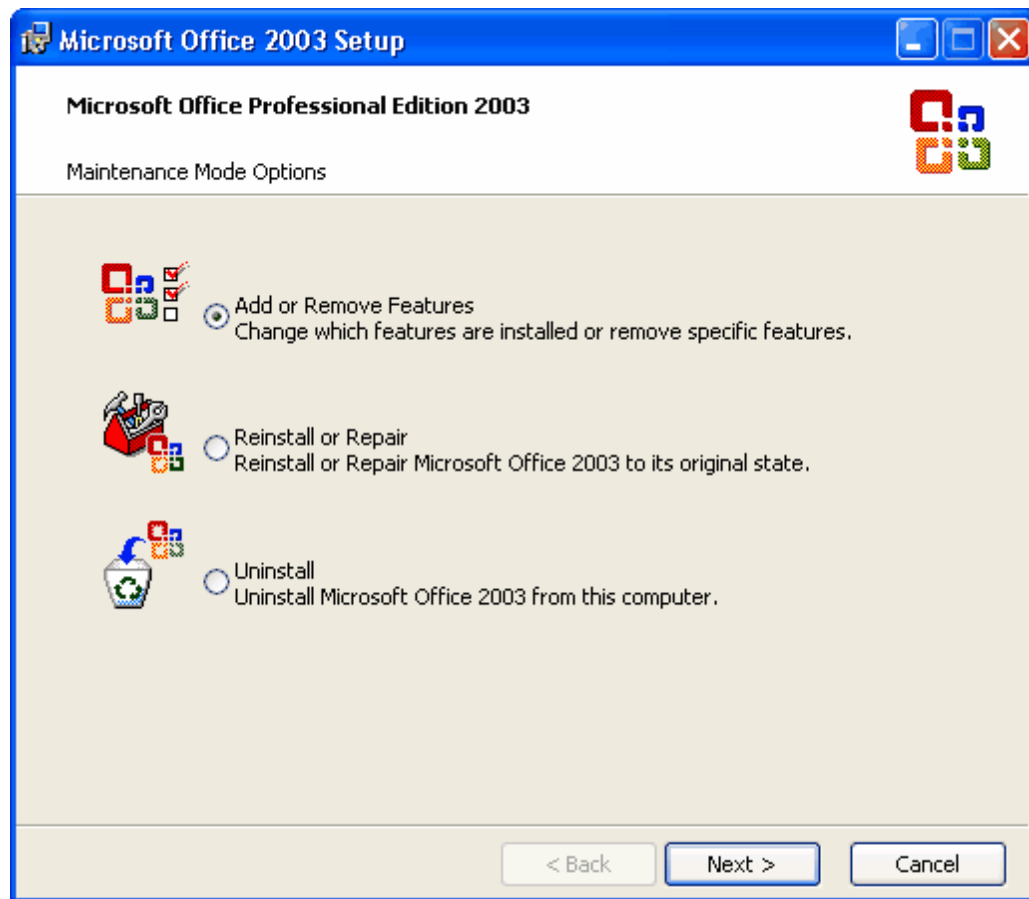 Microsoft Office 2003 Setup
Microsoft Office Professional Edition 2003
Maintenance Mode Options
Add or Remove Features
Change which features are installed or remove specific features.
Reinstall or Repair
Reinstall or Repair Microsoft Office 2003 to its original state.
Uninstall
Uninstall Microsoft Office 2003 from this computer.
< Back Next > Cancel